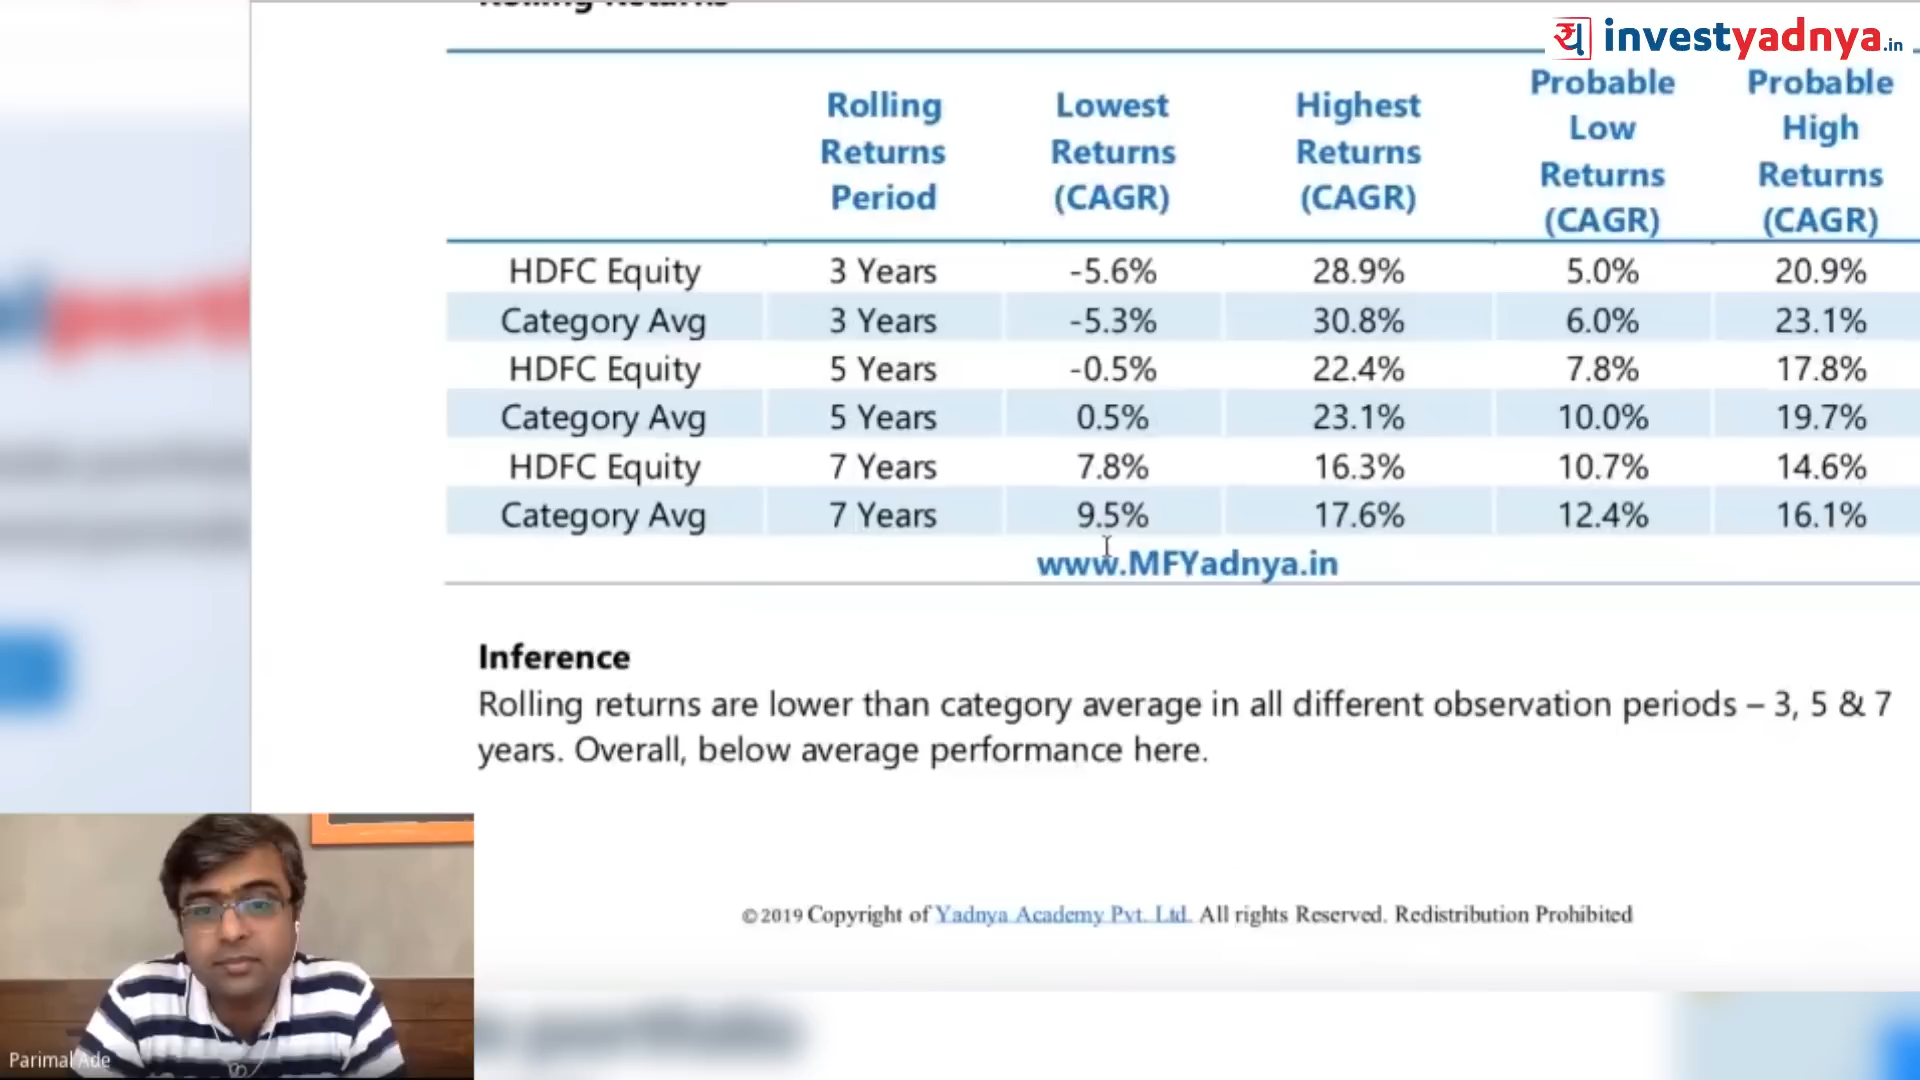 Rolling Returns
investyadnya.in
Rolling Returns Period
Lowest Returns (CAGR)
Highest Returns (CAGR)
Probable Low Returns (CAGR)
Probable High Returns (CAGR)
HDFC Equity 3 Years -5.6% 28.9% 5.0% 20.9%
Category Avg 3 Years -5.3% 30.8% 6.0% 23.1%
HDFC Equity 5 Years -0.5% 22.4% 7.8% 17.8%
Category Avg 5 Years 0.5% 23.1% 10.0% 19.7%
HDFC Equity 7 Years 7.8% 16.3% 10.7% 14.6%
Category Avg 7 Years 9.5% 17.6% 12.4% 16.1%
www.MFYadnya.in
Inference
Rolling returns are lower than category average in all different observation periods – 3, 5 & 7
years. Overall, below average performance here.
©2019 Copyright of Yadnya Academy Pvt. Ltd. All rights Reserved. Redistribution Prohibited
Parimal Ade